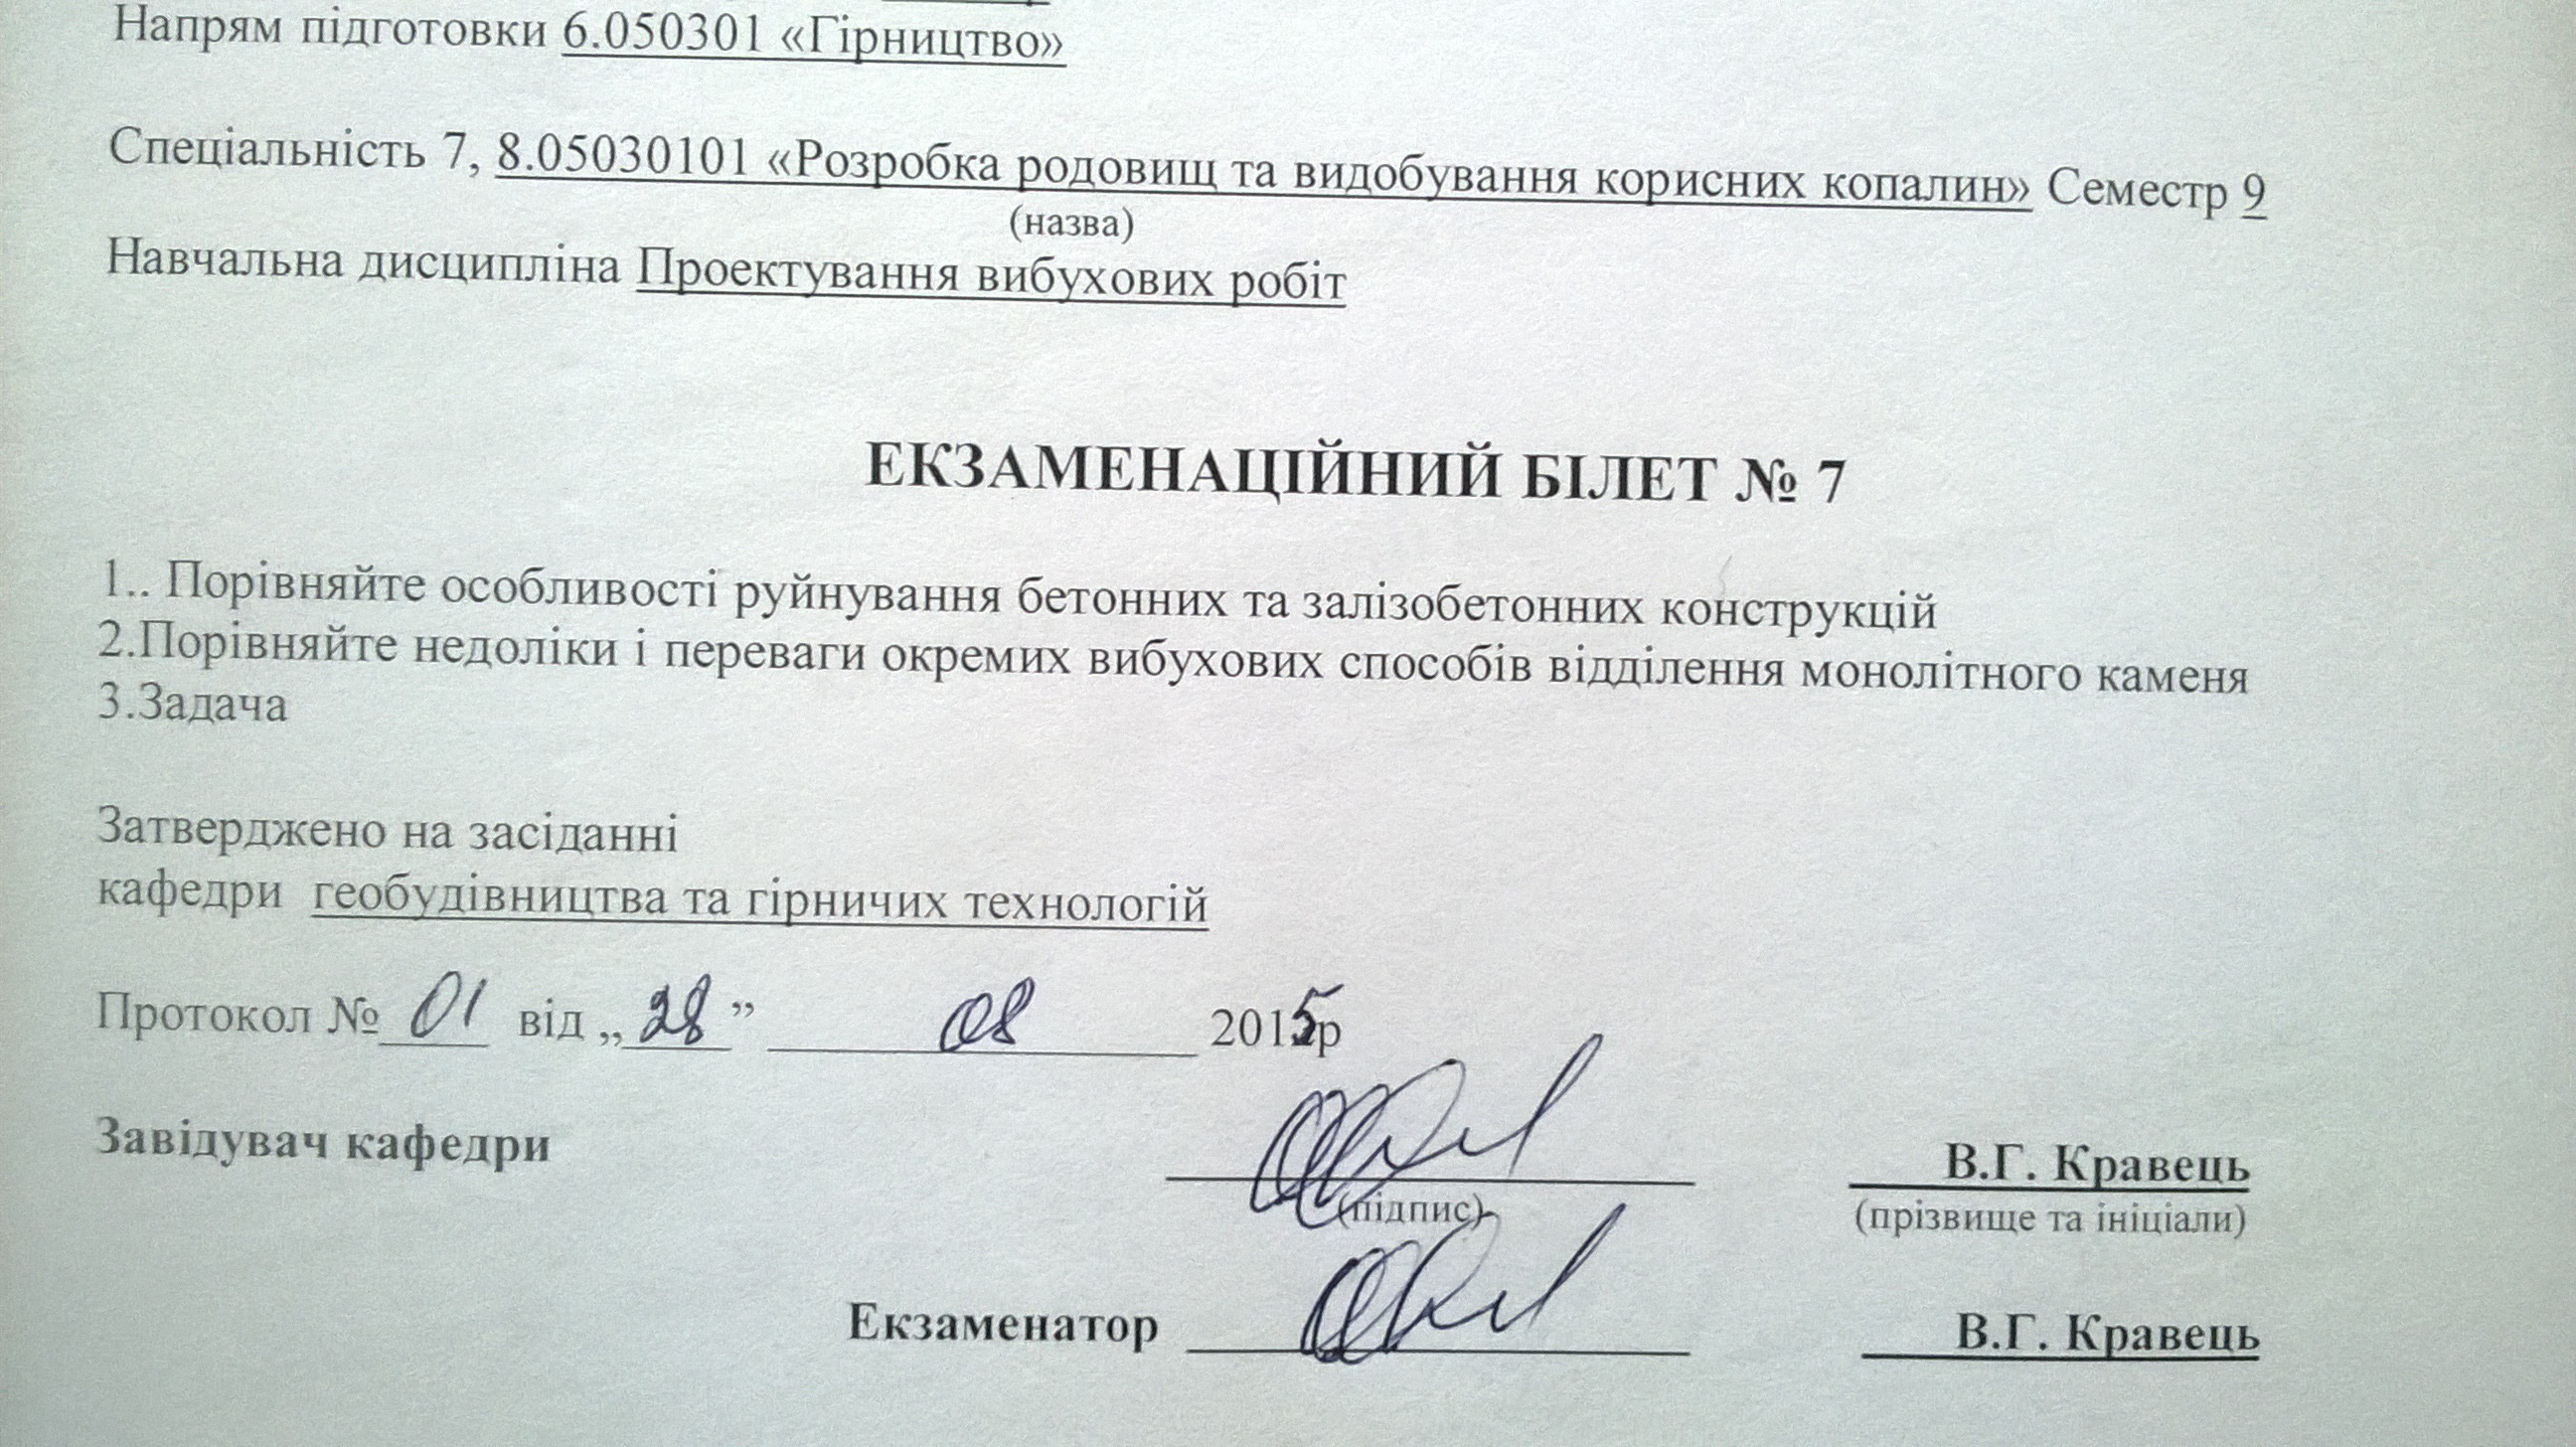 Напрям підготовки 6.050301 «Гірництво»
Спеціальність 7, 8.05030101 «Розробка родовищ та видобування корисних копалин» Семестр 9
(назва)
Навчальна дисципліна Проектування вибухових робіт
ЕКЗАМЕНАЦІЙНИЙ БІЛЕТ № 7
1.. Порівняйте особливості руйнування бетонних та залізобетонних конструкцій
2.Порівняйте недоліки і переваги окремих вибухових способів відділення монолітного каменя
3.Задача
Затверджено на засіданні
кафедри геобудівництва та гірничих технологій
Протокол № 01 від „28” 08 2015р
Завідувач кафедри В.Г. Кравець
(підпис) (прізвище та ініціали)
Екзаменатор В.Г. Кравець